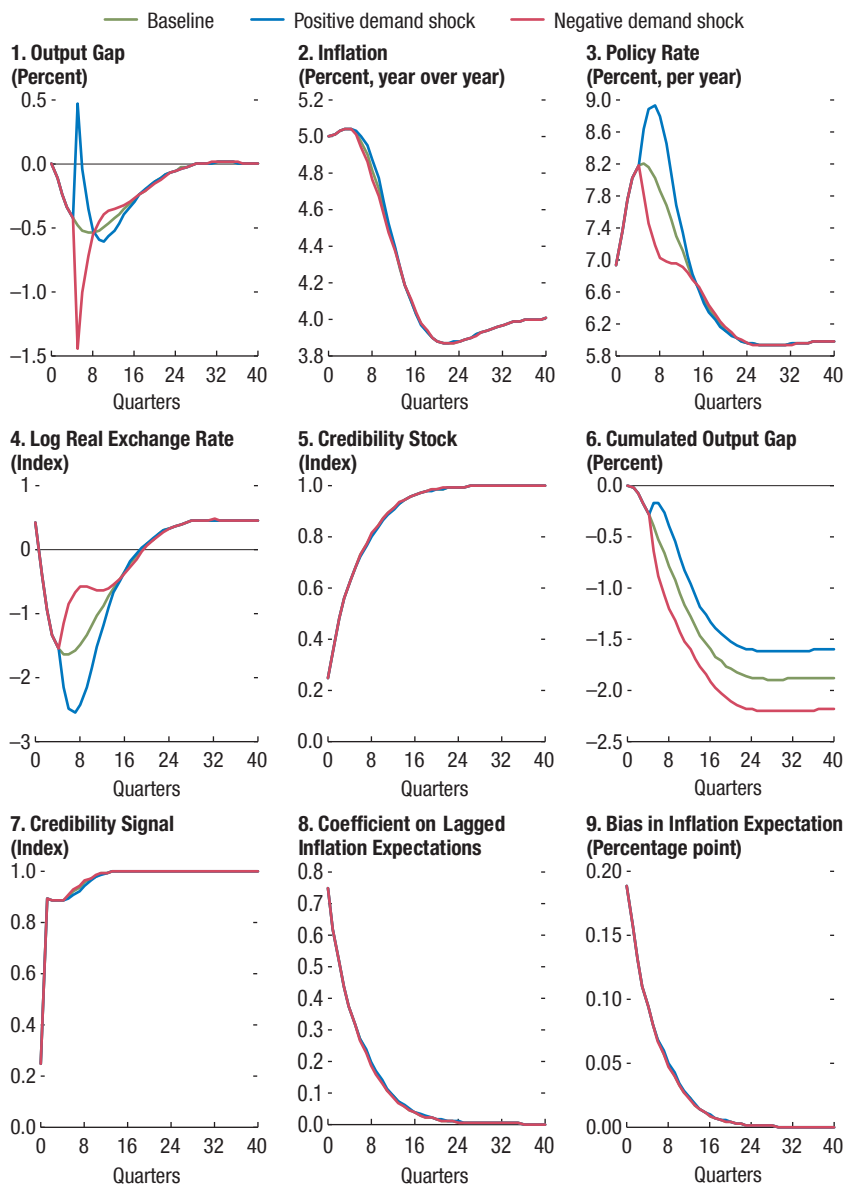 Baseline Positive demand shock Negative demand shock
1. Output Gap
(Percent)
2. Inflation
(Percent, year over year)
3. Policy Rate
(Percent, per year)
0.5
0.0
–0.5
–1.0
–1.5
0 8 16 24 32 40
Quarters
5.2
5.0
4.8
4.6
4.4
4.2
4.0
3.8
0 8 16 24 32 40
Quarters
9.0
8.6
8.2
7.8
7.4
7.0
6.6
6.2
5.8
0 8 16 24 32 40
Quarters
4. Log Real Exchange Rate
(Index)
5. Credibility Stock
(Index)
6. Cumulated Output Gap
(Percent)
1
0
–1
–2
–3
0 8 16 24 32 40
Quarters
1.0
0.8
0.6
0.4
0.2
0.0
0 8 16 24 32 40
Quarters
0.0
–0.5
–1.0
–1.5
–2.0
–2.5
0 8 16 24 32 40
Quarters
7. Credibility Signal
(Index)
8. Coefficient on Lagged
Inflation Expectations
9. Bias in Inflation Expectation
(Percentage point)
1.0
0.8
0.6
0.4
0.2
0.0
0 8 16 24 32 40
Quarters
0.8
0.7
0.6
0.5
0.4
0.3
0.2
0.1
0.0
0 8 16 24 32 40
Quarters
0.20
0.15
0.10
0.05
0.00
0 8 16 24 32 40
Quarters